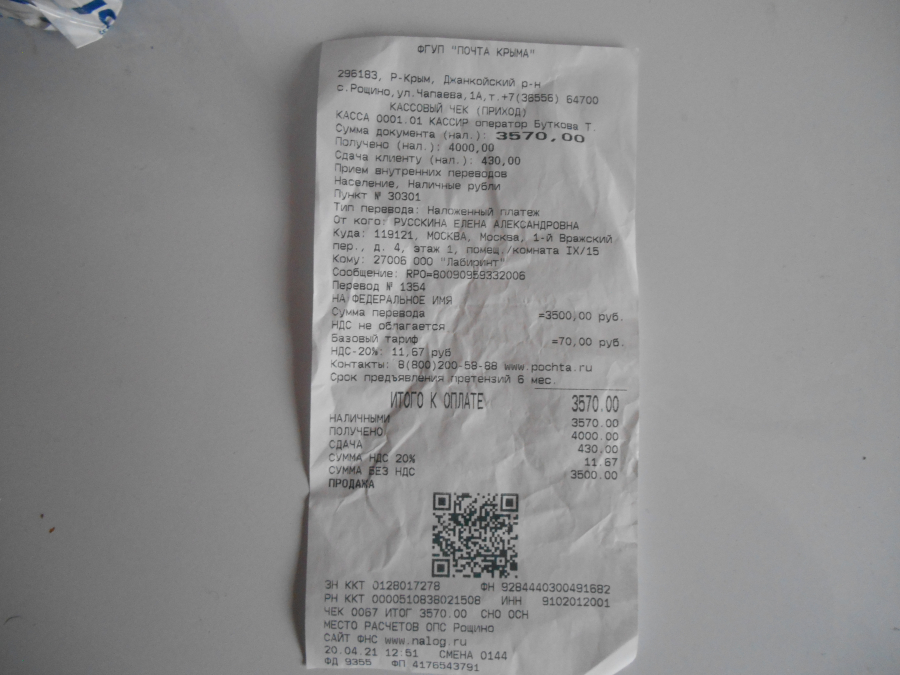 ФГУП "ПОЧТА КРЫМА"
296183, Р-Крым, Джанкойский р-н
с.Рощино,ул.Чапаева,1А,т.+7(36556) 64700
КАССОВЫЙ ЧЕК (ПРИХОД)
КАССА 0001.01 КАССИР оператор Буткова Т.
Сумма документа (нал.): 3570,00
Получено (нал.): 4000,00
Сдача клиенту (нал.): 430,00
Прием внутренних переводов
Население, Наличные рубли
Пункт № 30301
Тип перевода: Наложенный платеж
От кого: РУССКИНА ЕЛЕНА АЛЕКСАНДРОВНА
Куда: 119121, МОСКВА, Москва, 1-й Вражский
пер., д. 4, этаж 1, помещ./комната IX/15
Кому: 27006 ООО "Лабиринт"
Сообщение: RPO=80090959332006
Перевод № 1354
НА ФЕДЕРАЛЬНОЕ ИМЯ
Сумма перевода =3500,00 руб.
НДС не облагается
Базовый тариф =70,00 руб.
НДС-20%: 11,67 руб
Контакты: 8(800)200-58-88 www.pochta.ru
Срок предъявления претензий 6 мес.
ИТОГО К ОПЛАТЕ 3570.00
НАЛИЧНЫМИ 3570.00
ПОЛУЧЕНО 4000.00
СДАЧА 430.00
СУММА НДС 20% 11.67
СУММА БЕЗ НДС 3500.00
ПРОДАЖА
ЗН ККТ 0128017278 ФН 9284440300491682
РН ККТ 0000510838021508 ИНН 9102012001
ЧЕК 0067 ИТОГ 3570.00 СНО ОСН
МЕСТО РАСЧЕТОВ ОПС Рощино
САЙТ ФНС www.nalog.ru
20.04.21 12:51 СМЕНА 0144
ФД 9355 ФП 4176543791